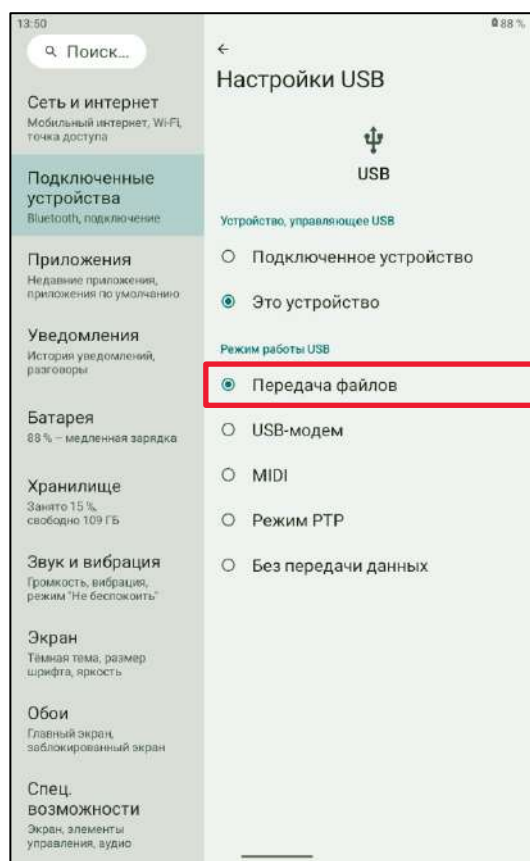 13:50
88 %
Поиск...
Сеть и интернет
Мобильный интернет, Wi-Fi,
точка доступа
Подключенные
устройства
Bluetooth, подключение
Приложения
Недавние приложения,
приложения по умолчанию
Уведомления
История уведомлений,
разговоры
Батарея
88 % – медленная зарядка
Хранилище
Занято 15 %,
свободно 109 ГБ
Звук и вибрация
Громкость, вибрация,
режим "Не беспокоить"
Экран
Тёмная тема, размер
шрифта, яркость
Обои
Главный экран,
заблокированный экран
Спец.
возможности
Экран, элементы
управления, аудио
Настройки USB
USB
Устройство, управляющее USB
Подключенное устройство
Это устройство
Режим работы USB
Передача файлов
USB-модем
MIDI
Режим PTP
Без передачи данных